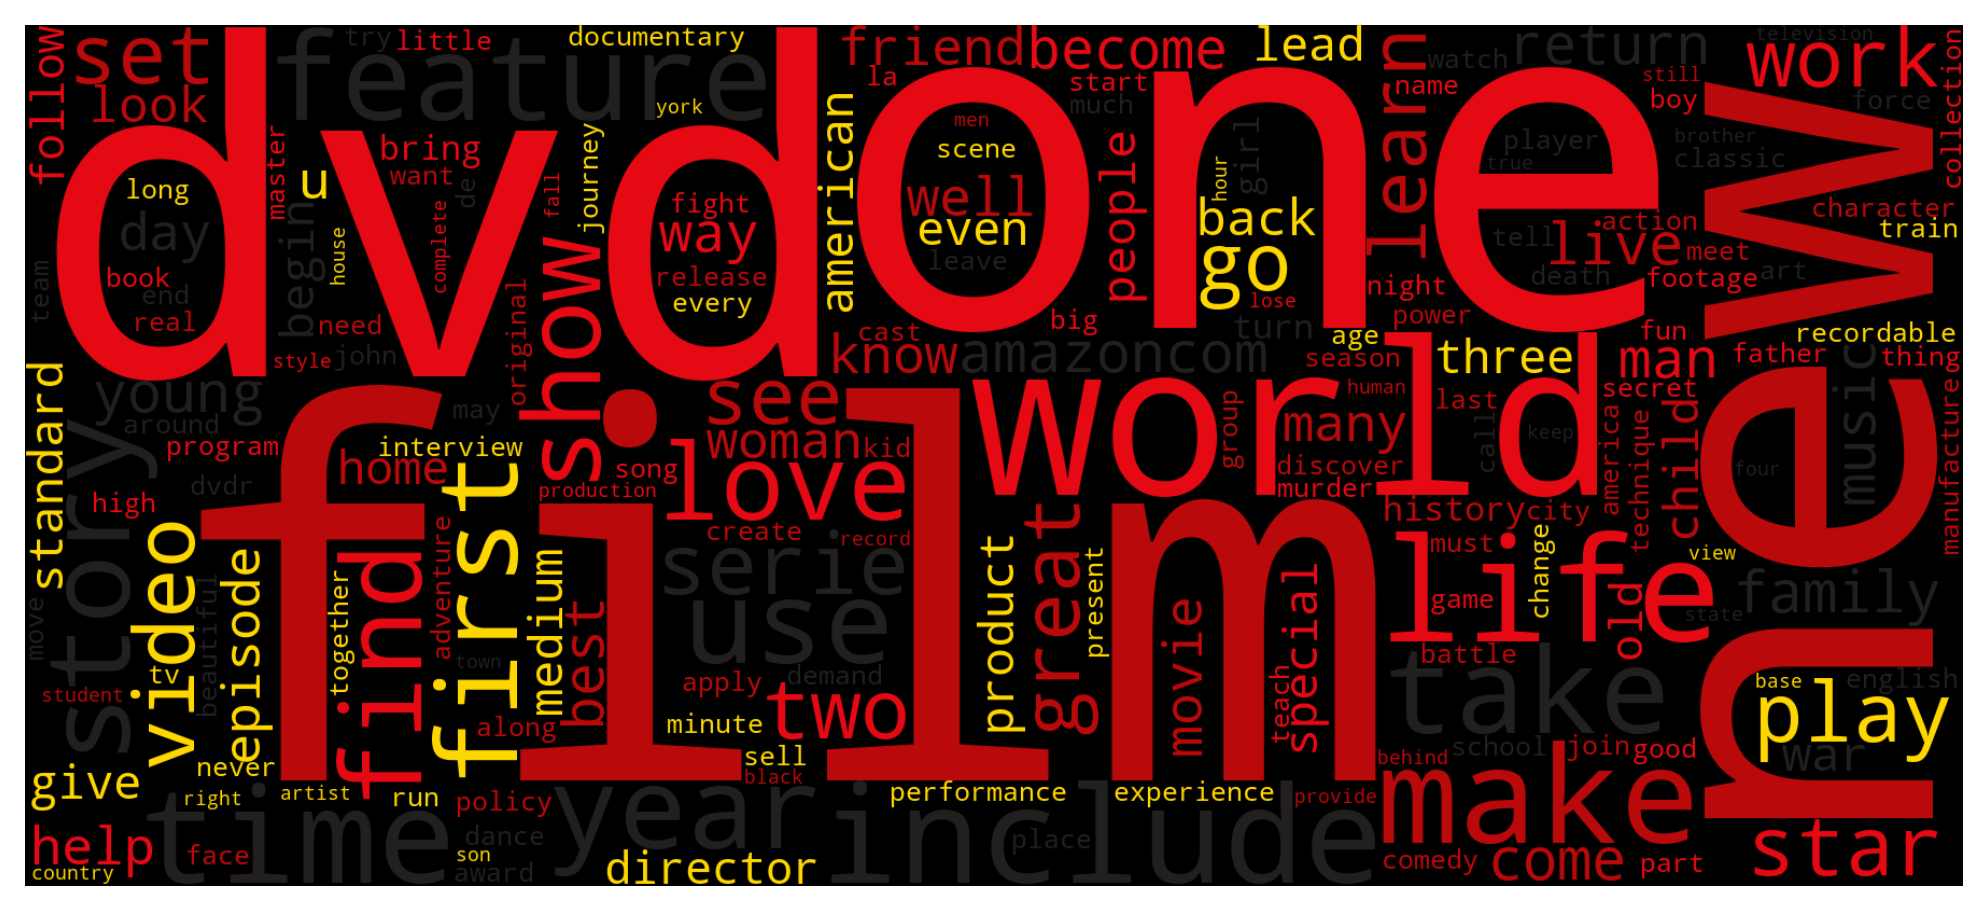 follow
set
look
try
little
feature
documentary
york
friend
become
la
start
much
lead
learn
name
watch
return
still
boy
television
work
force
collection
dvd
one
new
american
men
scene
well
even
leave
people
hour
girl
back
go
player
true
brother
classic
character
train
action
tell
live
meet
death
footage
art
master
bring
want
de
fall
journey
u
long
day
book
end
real
team
begin
house
complete
fight
way
release
every
show
original
need
style
john
cast
big
know
amazoncom
turn
lose
age
night
power
season
three
fun
man
father
recordable
thing
secret
music
standard
young
around
story
program
may
interview
home
high
dvdr
film
see
woman
kid
love
song
production
create
record
world
many
group
human
last
discover
murder
call
keep
america
technique
child
four
manufacture
history
city
must
change
view
life
video
episode
together
find
adventure
first
town
medium
best
serie
use
great
product
present
movie
special
teach
game
battle
old
family
state
move
beautiful
tv
student
along
apply
demand
two
minute
sell
black
take
base
english
play
war
give
never
right
artist
run
policy
performance
experience
provide
behind
school
join
good
make
help
face
country
time
dance
son
award
year
director
include
place
comedy
come
part
star